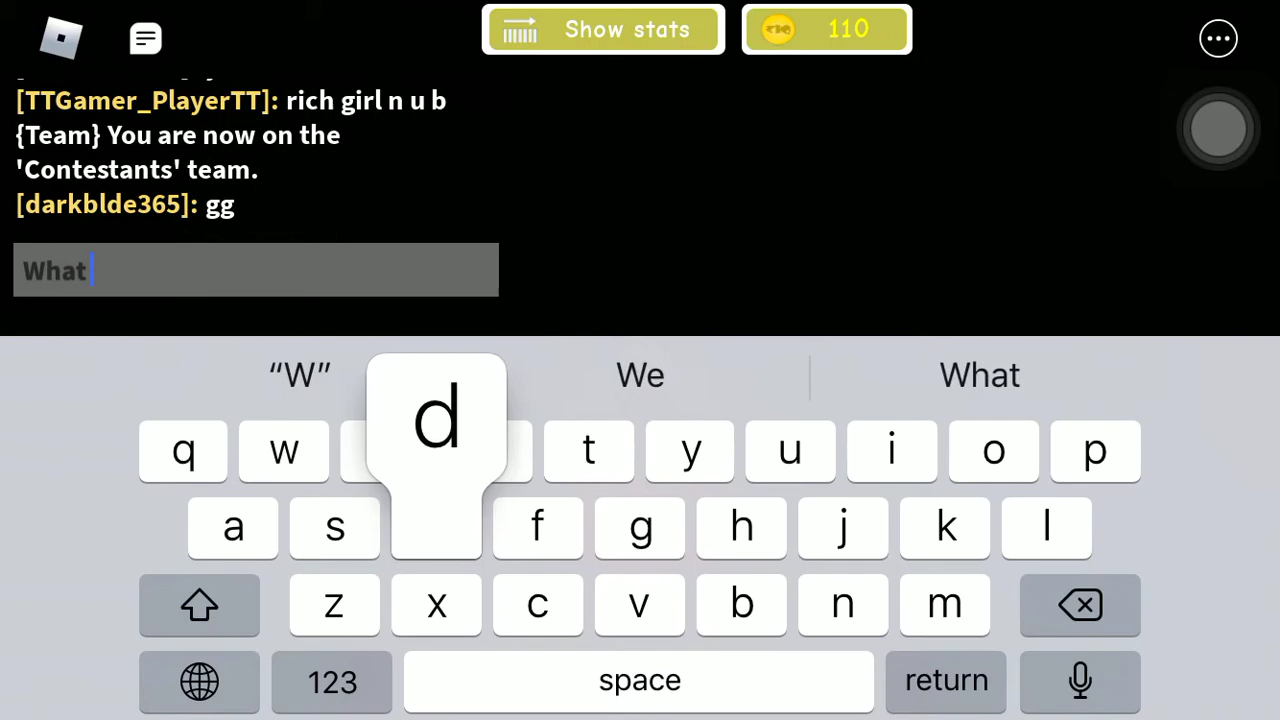 Show stats
110
[TTGamer_PlayerTT]: rich girl n u b
{Team} You are now on the
'Contestants' team.
[darkblde365]: gg
What
“W” We What
d
q w t y u i o p
a s f g h j k l
z x c v b n m
123 space return